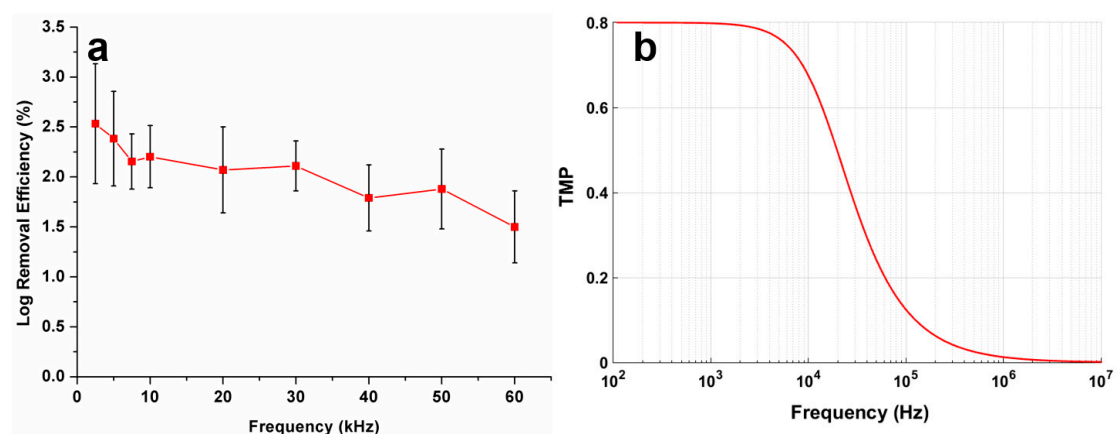 a
3.5
3.0
2.5
2.0
1.5
1.0
0.5
0.0
Log Removal Efficiency (%)
0 10 20 30 40 50 60
Frequency (kHz)
b
0.8
0.6
0.4
0.2
0
TMP
10² 10³ 10⁴ 10⁵ 10⁶ 10⁷
Frequency (Hz)